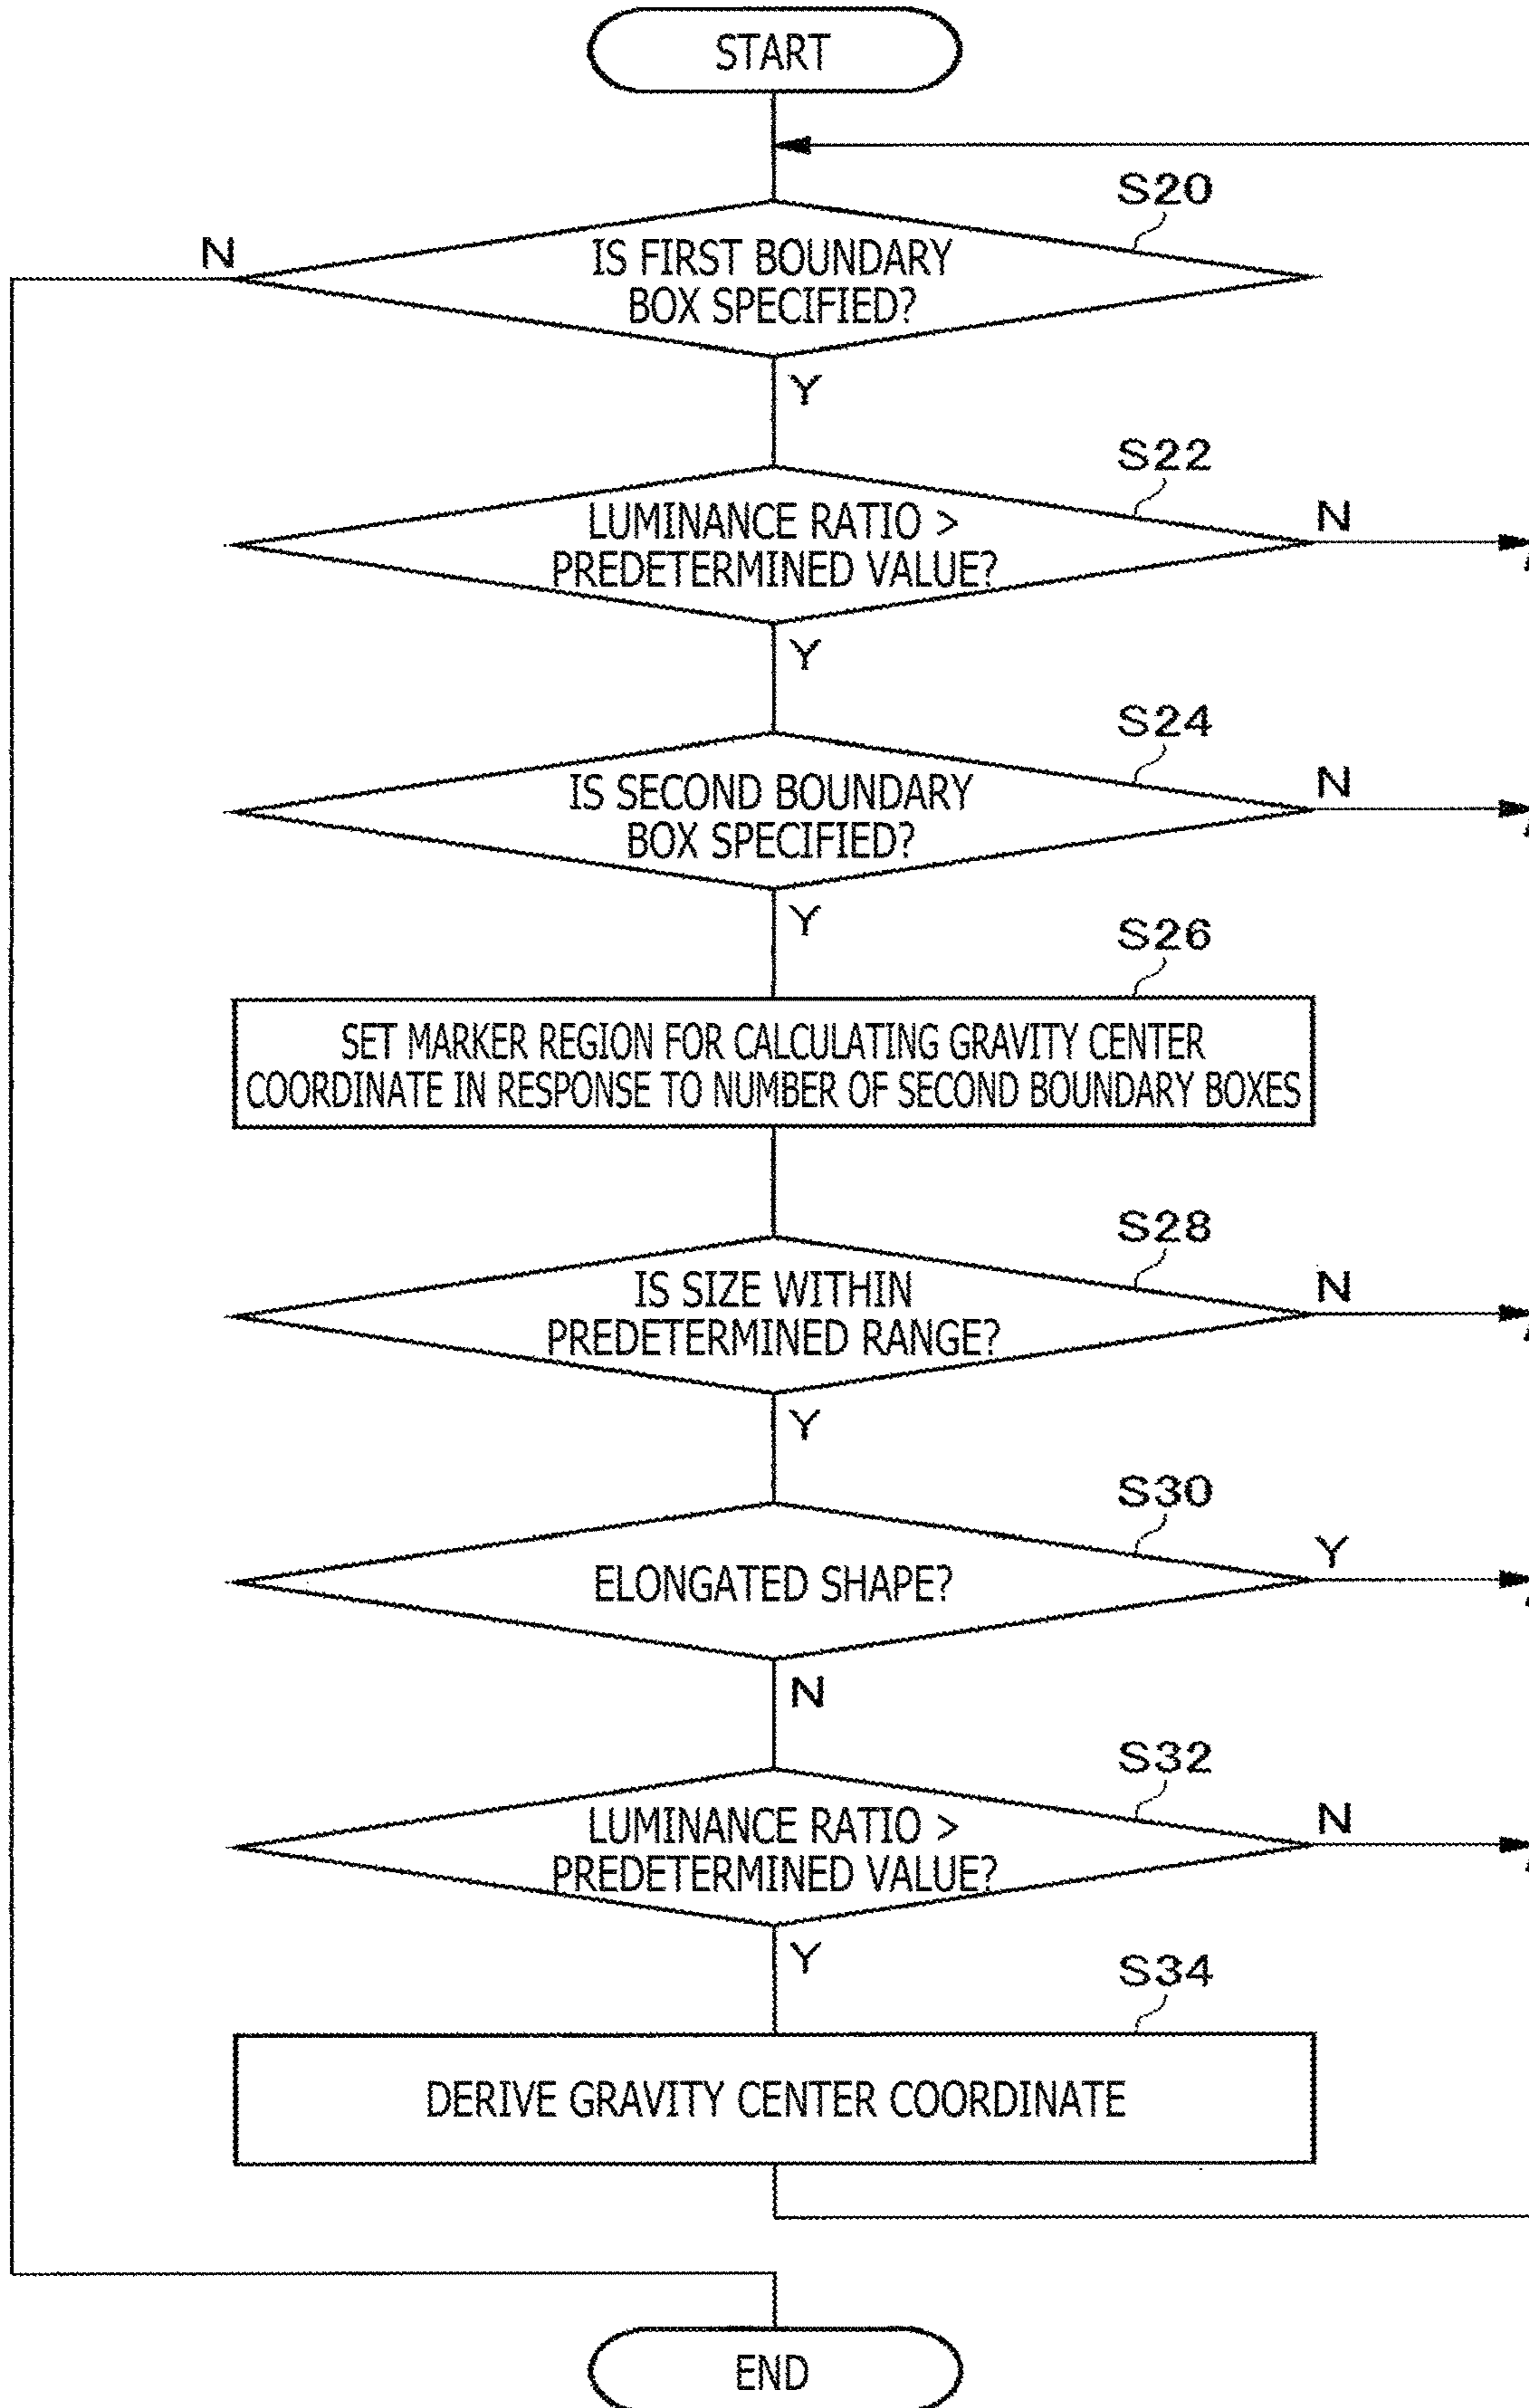 START
S20
N
IS FIRST BOUNDARY
BOX SPECIFIED?
Y
S22
LUMINANCE RATIO >
PREDETERMINED VALUE?
N
Y
S24
IS SECOND BOUNDARY
BOX SPECIFIED?
N
Y
S26
SET MARKER REGION FOR CALCULATING GRAVITY CENTER
COORDINATE IN RESPONSE TO NUMBER OF SECOND BOUNDARY BOXES
S28
IS SIZE WITHIN
PREDETERMINED RANGE?
N
Y
S30
ELONGATED SHAPE?
Y
N
S32
LUMINANCE RATIO >
PREDETERMINED VALUE?
N
Y
S34
DERIVE GRAVITY CENTER COORDINATE
END